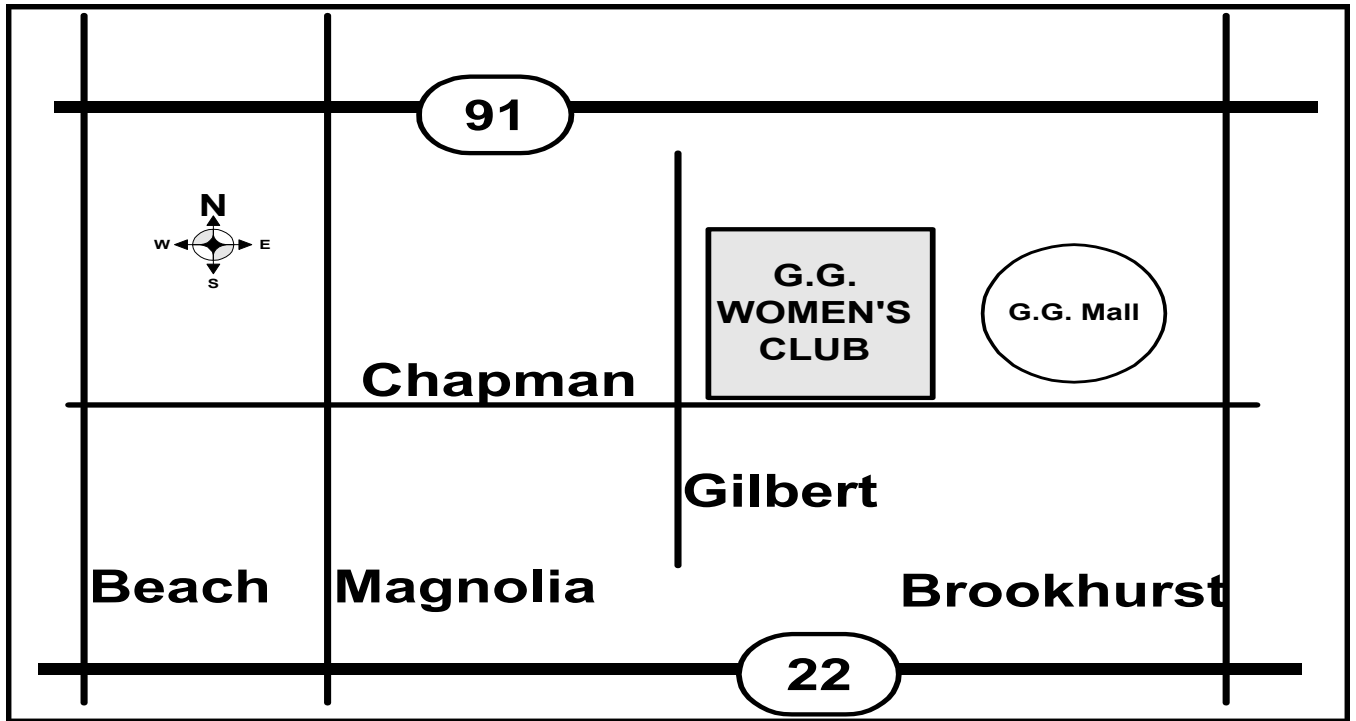 91
N
W
E
S
G.G.
WOMEN'S
CLUB
G.G. Mall
Chapman
Gilbert
Beach
Magnolia
Brookhurst
22